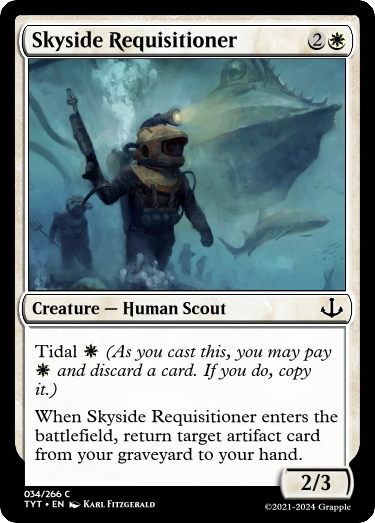 Skyside Requisitioner 2
Creature — Human Scout
Tidal (As you cast this, you may pay
and discard a card. If you do, copy
it.)
When Skyside Requisitioner enters the
battlefield, return target artifact card
from your graveyard to your hand.
2/3
034/266 C
TYT • EN Karl Fitzgerald
©2021-2024 Grapple